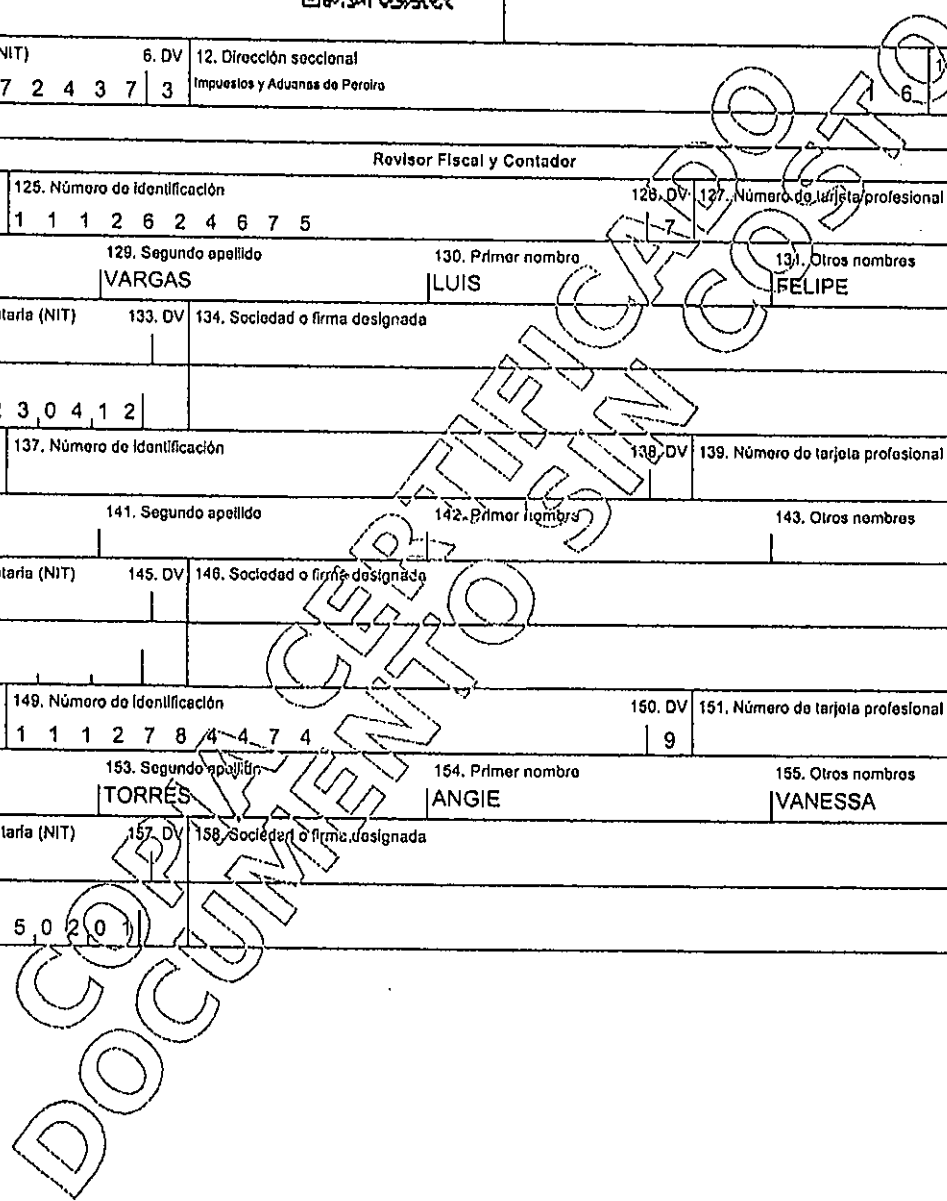 NIT) 6. DV 12. Dirección seccional
7 2 4 3 7 3 Impuestos y Aduanas de Pereira 1 6
Revisor Fiscal y Contador
125. Número de identificación 126. DV 127. Número de tarjeta profesional
1 1 1 2 6 2 4 6 7 5 7
129. Segundo apellido 130. Primer nombre 131. Otros nombres
VARGAS LUIS FELIPE
taria (NIT) 133. DV 134. Sociedad o firma designada
3 0 4 1 2
137. Número de identificación 138. DV 139. Número de tarjeta profesional
141. Segundo apellido 142. Primer nombre 143. Otros nombres
taria (NIT) 145. DV 146. Sociedad o firma designada
149. Número de identificación 150. DV 151. Número de tarjeta profesional
1 1 1 2 7 8 4 4 7 4 9
153. Segundo apellido 154. Primer nombre 155. Otros nombres
TORRES ANGIE VANESSA
taria (NIT) 157. DV 158. Sociedad o firma designada
5 0 2 0 1
COPIA CERTIFICADO
DOCUMENTO SIN COSTO